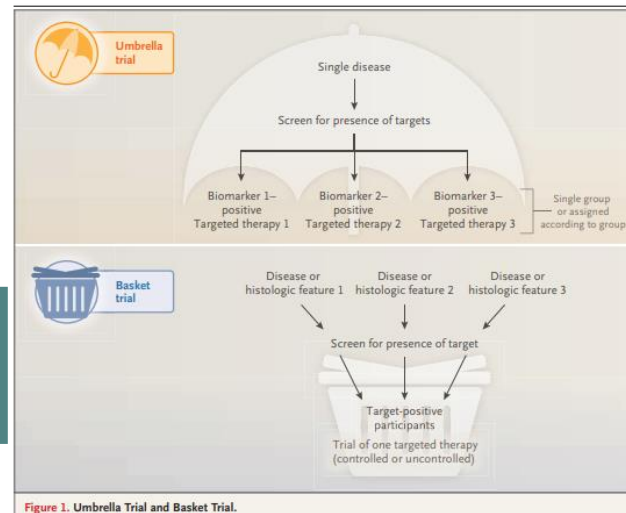 Umbrella
trial
Single disease
Screen for presence of targets
Biomarker 1–
positive
Targeted therapy 1
Biomarker 2–
positive
Targeted therapy 2
Biomarker 3–
positive
Targeted therapy 3
Single group
or assigned
according to group
Basket
trial
Disease or
histologic feature 1
Disease or
histologic feature 2
Disease or
histologic feature 3
Screen for presence of target
Target-positive
participants
Trial of one targeted therapy
(controlled or uncontrolled)
Figure 1. Umbrella Trial and Basket Trial.